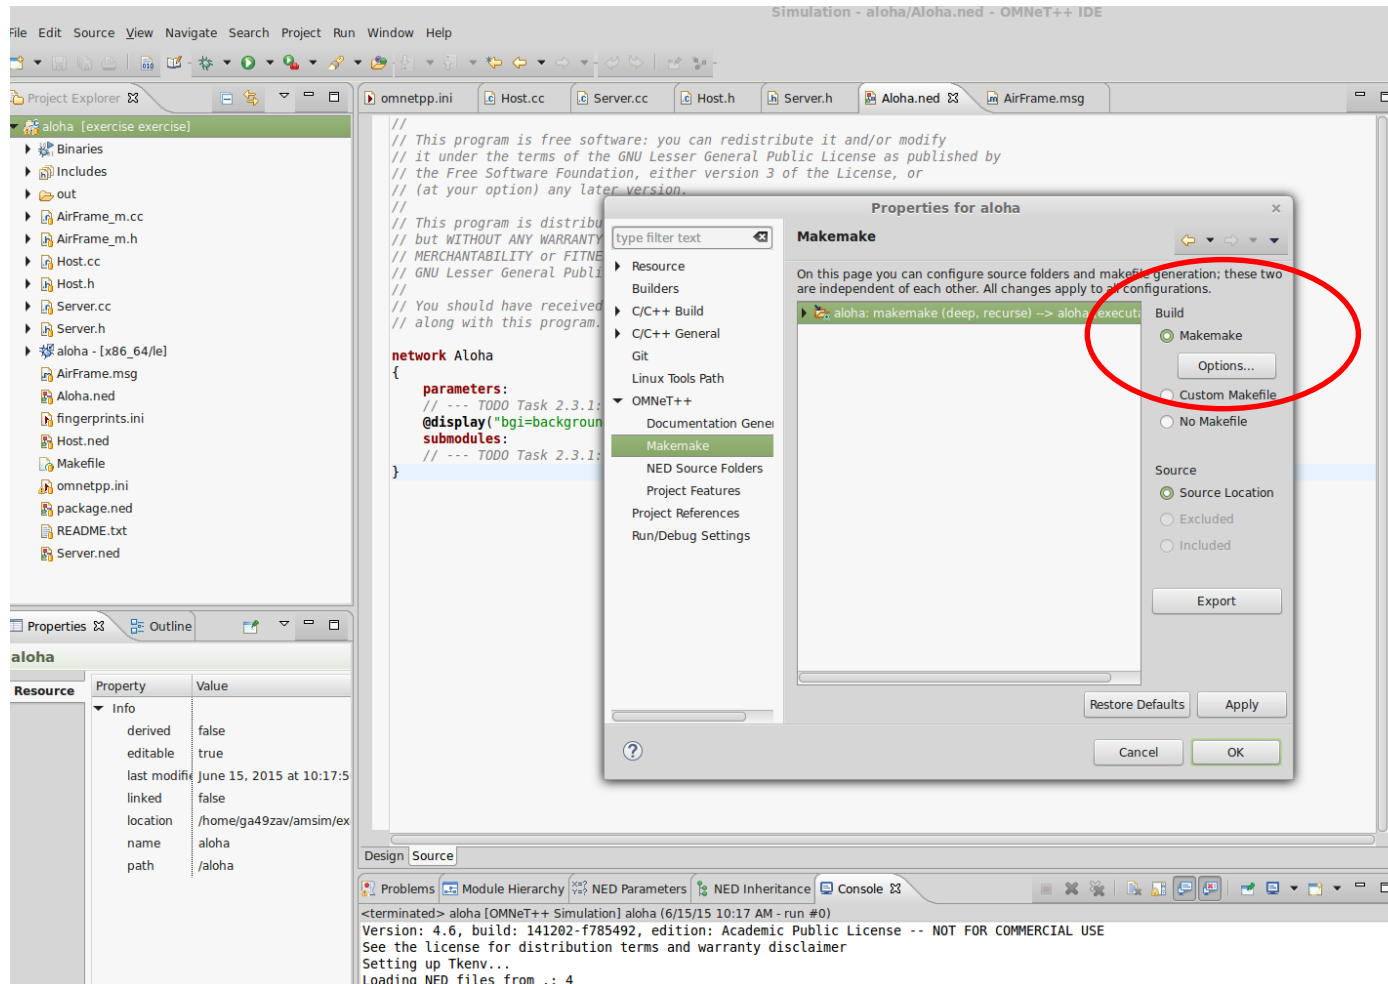 Simulation - aloha/Aloha.ned - OMNeT++ IDE
File Edit Source View Navigate Search Project Run Window Help
Project Explorer
aloha [exercise exercise]
Binaries
Includes
out
AirFrame_m.cc
AirFrame_m.h
Host.cc
Host.h
Server.cc
Server.h
aloha - [x86_64/le]
AirFrame.msg
Aloha.ned
fingerprints.ini
Host.ned
Makefile
omnetpp.ini
package.ned
README.txt
Server.ned
Properties Outline
aloha
Resource
Property Value
Info
derived false
editable true
last modifie June 15, 2015 at 10:17:5
linked false
location /home/ga49zav/amsim/ex
name aloha
path /aloha
omnetpp.ini Host.cc Server.cc Host.h Server.h Aloha.ned AirFrame.msg
//
// This program is free software: you can redistribute it and/or modify
// it under the terms of the GNU Lesser General Public License as published by
// the Free Software Foundation, either version 3 of the License, or
// (at your option) any later version.
//
// This program is distribu
// but WITHOUT ANY WARRANTY
// MERCHANTABILITY or FITNE
// GNU Lesser General Publi
//
// You should have received
// along with this program.
network Aloha
{
parameters:
// --- TODO Task 2.3.1:
@display("bgi=backgroun
submodules:
// --- TODO Task 2.3.1:
}
Design Source
Properties for aloha
type filter text
Resource
Builders
C/C++ Build
C/C++ General
Git
Linux Tools Path
OMNeT++
Documentation Gene
Makemake
NED Source Folders
Project Features
Project References
Run/Debug Settings
Makemake
On this page you can configure source folders and makefile generation; these two
are independent of each other. All changes apply to all configurations.
aloha: makemake (deep, recurse) --> aloha (executa
Build
Makemake
Options...
Custom Makefile
No Makefile
Source
Source Location
Excluded
Included
Export
Restore Defaults Apply
Cancel OK
Problems Module Hierarchy NED Parameters NED Inheritance Console
<terminated> aloha [OMNeT++ Simulation] aloha (6/15/15 10:17 AM - run #0)
Version: 4.6, build: 141202-f785492, edition: Academic Public License -- NOT FOR COMMERCIAL USE
See the license for distribution terms and warranty disclaimer
Setting up Tkenv...
Loading NED files from .: 4